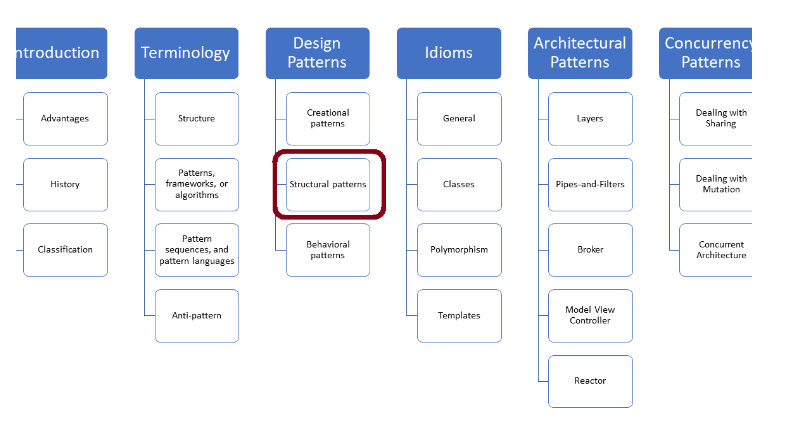 ntroduction
Advantages
History
Classification
Terminology
Structure
Patterns,
frameworks, or
algorithms
Pattern
sequences, and
pattern languages
Anti-pattern
Design
Patterns
Creational
patterns
Structural patterns
Behavioral
patterns
Idioms
General
Classes
Polymorphism
Templates
Architectural
Patterns
Layers
Pipes-and-Filters
Broker
Model View
Controller
Reactor
Concurrency
Patterns
Dealing with
Sharing
Dealing with
Mutation
Concurrent
Architecture